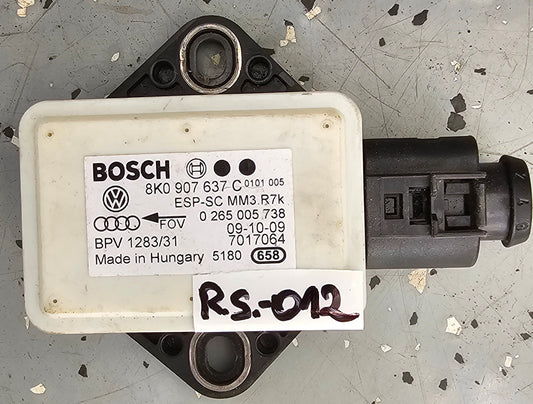 BOSCH
8K0 907 637 C 0101 005
ESP-SC MM3 R7k
FOV 0 265 005 738
09-10-09
BPV 1283/31 7017064
Made in Hungary 5180 658
RS.-012